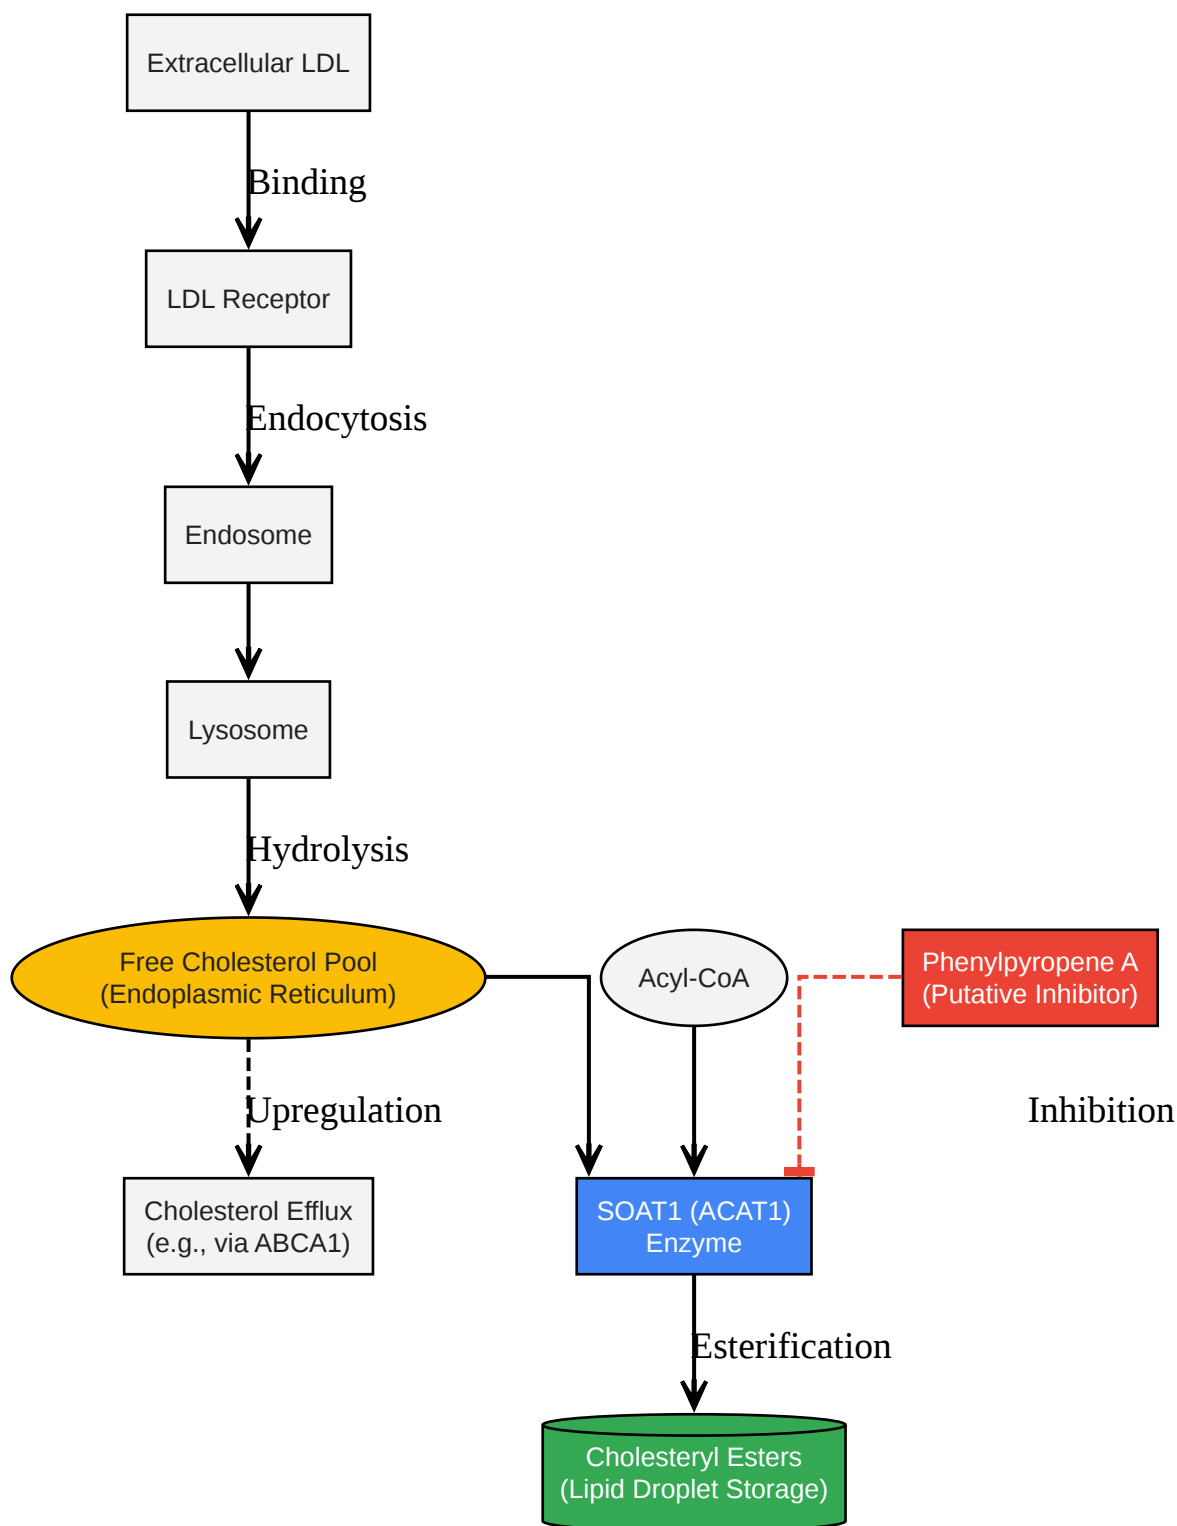 Extracellular LDL
Binding
LDL Receptor
Endocytosis
Endosome
Lysosome
Hydrolysis
Free Cholesterol Pool
(Endoplasmic Reticulum)
Acyl-CoA
Phenylpyropene A
(Putative Inhibitor)
Upregulation
Inhibition
Cholesterol Efflux
(e.g., via ABCA1)
SOAT1 (ACAT1)
Enzyme
Esterification
Cholesteryl Esters
(Lipid Droplet Storage)